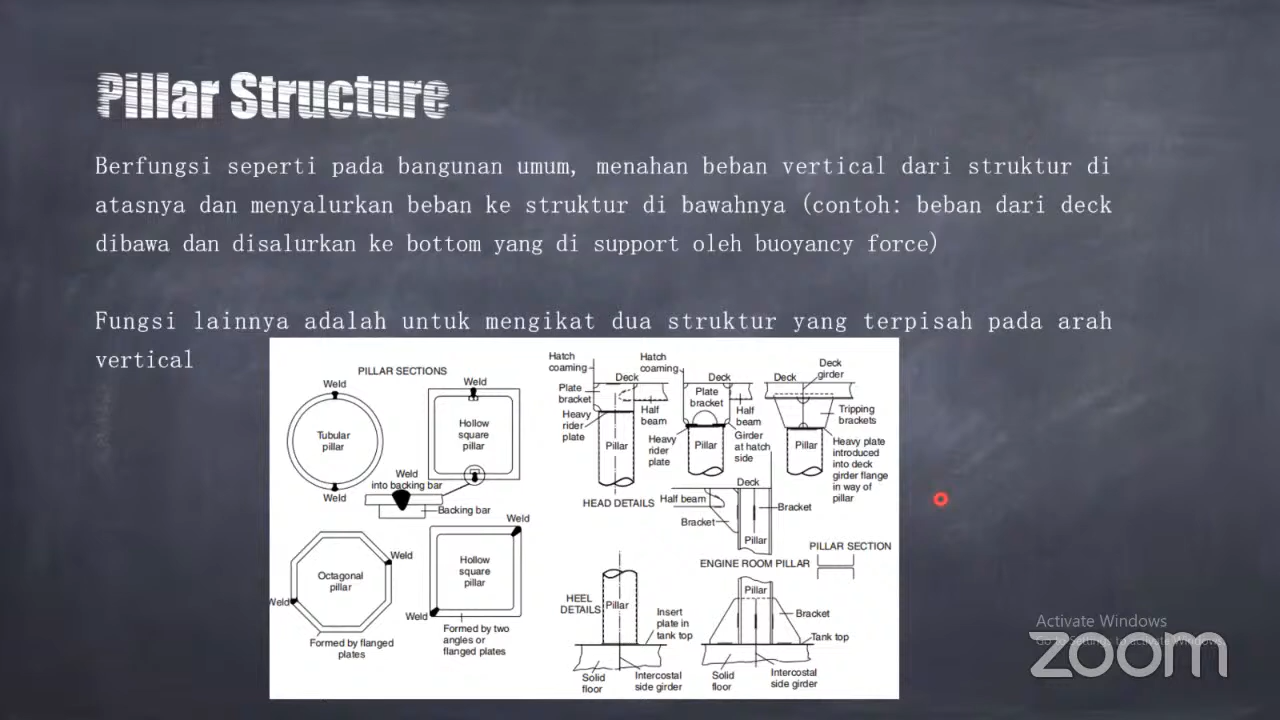 Pillar Structure
Berfungsi seperti pada bangunan umum, menahan beban vertical dari struktur di
atasnya dan menyalurkan beban ke struktur di bawahnya (contoh: beban dari deck
dibawa dan disalurkan ke bottom yang di support oleh buoyancy force)
Fungsi lainnya adalah untuk mengikat dua struktur yang terpisah pada arah
vertical
PILLAR SECTIONS
Weld
Tubular
pillar
Weld
Weld
Hollow
square
pillar
Weld
into backing bar
Backing bar
Weld
Octagonal
pillar
Weld
Formed by flanged
plates
Weld
Hollow
square
pillar
Weld
Formed by two
angles or
flanged plates
Hatch
coaming
Deck
Plate
bracket
Heavy
rider
plate
Half
beam
Pillar
Hatch
coaming
Deck
Plate
bracket
Half
beam
Heavy
rider
plate
Pillar
Girder
at hatch
side
Deck
Deck
girder
Tripping
brackets
Pillar
Heavy plate
introduced
into deck
girder flange
in way of
pillar
HEAD DETAILS
Deck
Half beam
Bracket
Bracket
Pillar
ENGINE ROOM PILLAR
PILLAR SECTION
HEEL
DETAILS
Pillar
Insert
plate in
tank top
Solid
floor
Intercostal
side girder
Pillar
Bracket
Tank top
Solid
floor
Intercostal
side girder
Activate Windows
zoom